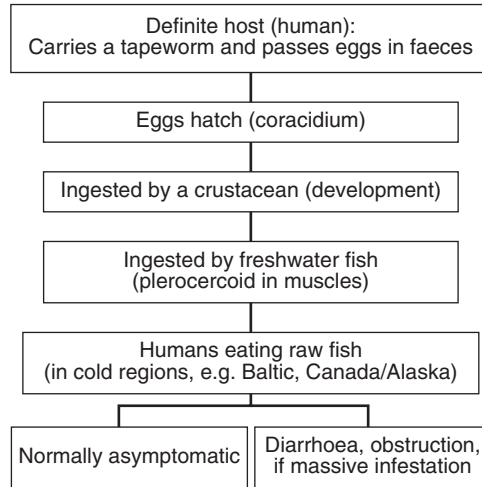 Definite host (human):
Carries a tapeworm and passes eggs in faeces
Eggs hatch (coracidium)
Ingested by a crustacean (development)
Ingested by freshwater fish
(plerocercoid in muscles)
Humans eating raw fish
(in cold regions, e.g. Baltic, Canada/Alaska)
Normally asymptomatic
Diarrhoea, obstruction,
if massive infestation